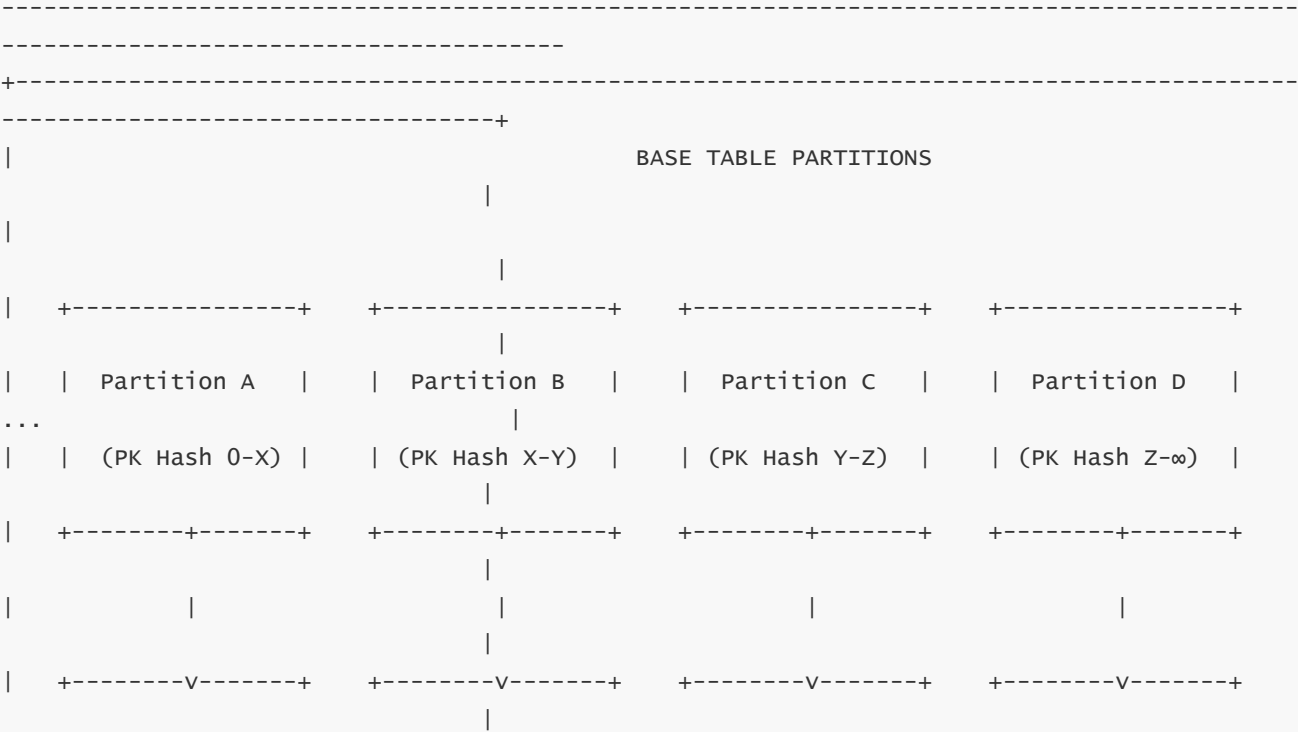 -------------------------------------------------------------------------------------------
----------------------------------------
+------------------------------------------------------------------------------------------
-----------------------------------+
|                                            BASE TABLE PARTITIONS
                                  |
|
                                   |
|   +----------------+    +----------------+    +----------------+    +----------------+
                                   |
|   |  Partition A   |    |  Partition B   |    |  Partition C   |    |  Partition D   |
...                                 |
|   |  (PK Hash 0-X) |    | (PK Hash X-Y)  |    | (PK Hash Y-Z)  |    | (PK Hash Z-∞)  |
                                  |
|   +--------+-------+    +--------+-------+    +--------+-------+    +--------+-------+
                                  |
|            |                     |                     |                     |
                                  |
|   +--------v-------+    +--------v-------+    +--------v-------+    +--------v-------+
                                  |